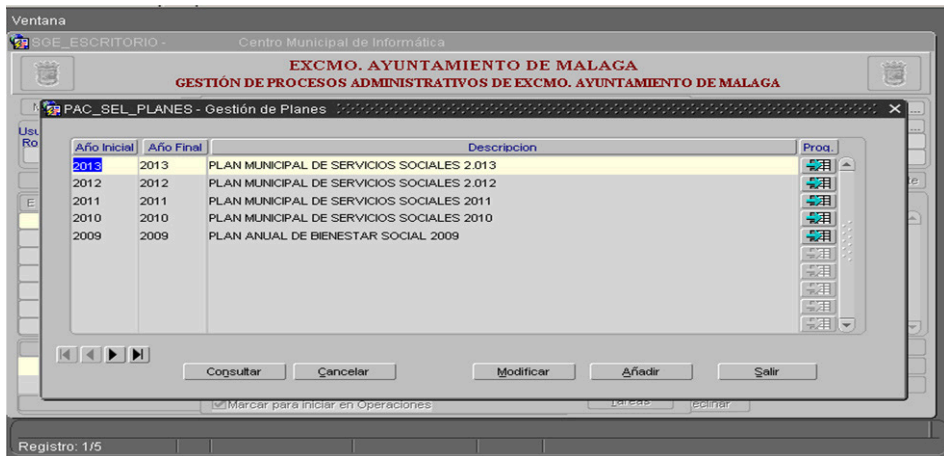 Ventana
SGE_ESCRITORIO - Centro Municipal de Informática
EXCMO. AYUNTAMIENTO DE MALAGA
GESTIÓN DE PROCESOS ADMINISTRATIVOS DE EXCMO. AYUNTAMIENTO DE MALAGA
PAC_SEL_PLANES - Gestión de Planes
Usu
Ro
Año Inicial Año Final Descripcion Prog.
2013 2013 PLAN MUNICIPAL DE SERVICIOS SOCIALES 2.013
2012 2012 PLAN MUNICIPAL DE SERVICIOS SOCIALES 2.012
2011 2011 PLAN MUNICIPAL DE SERVICIOS SOCIALES 2011
2010 2010 PLAN MUNICIPAL DE SERVICIOS SOCIALES 2010
2009 2009 PLAN ANUAL DE BIENESTAR SOCIAL 2009
Consultar Cancelar Modificar Añadir Salir
Marcar para iniciar en Operaciones
Registro: 1/5